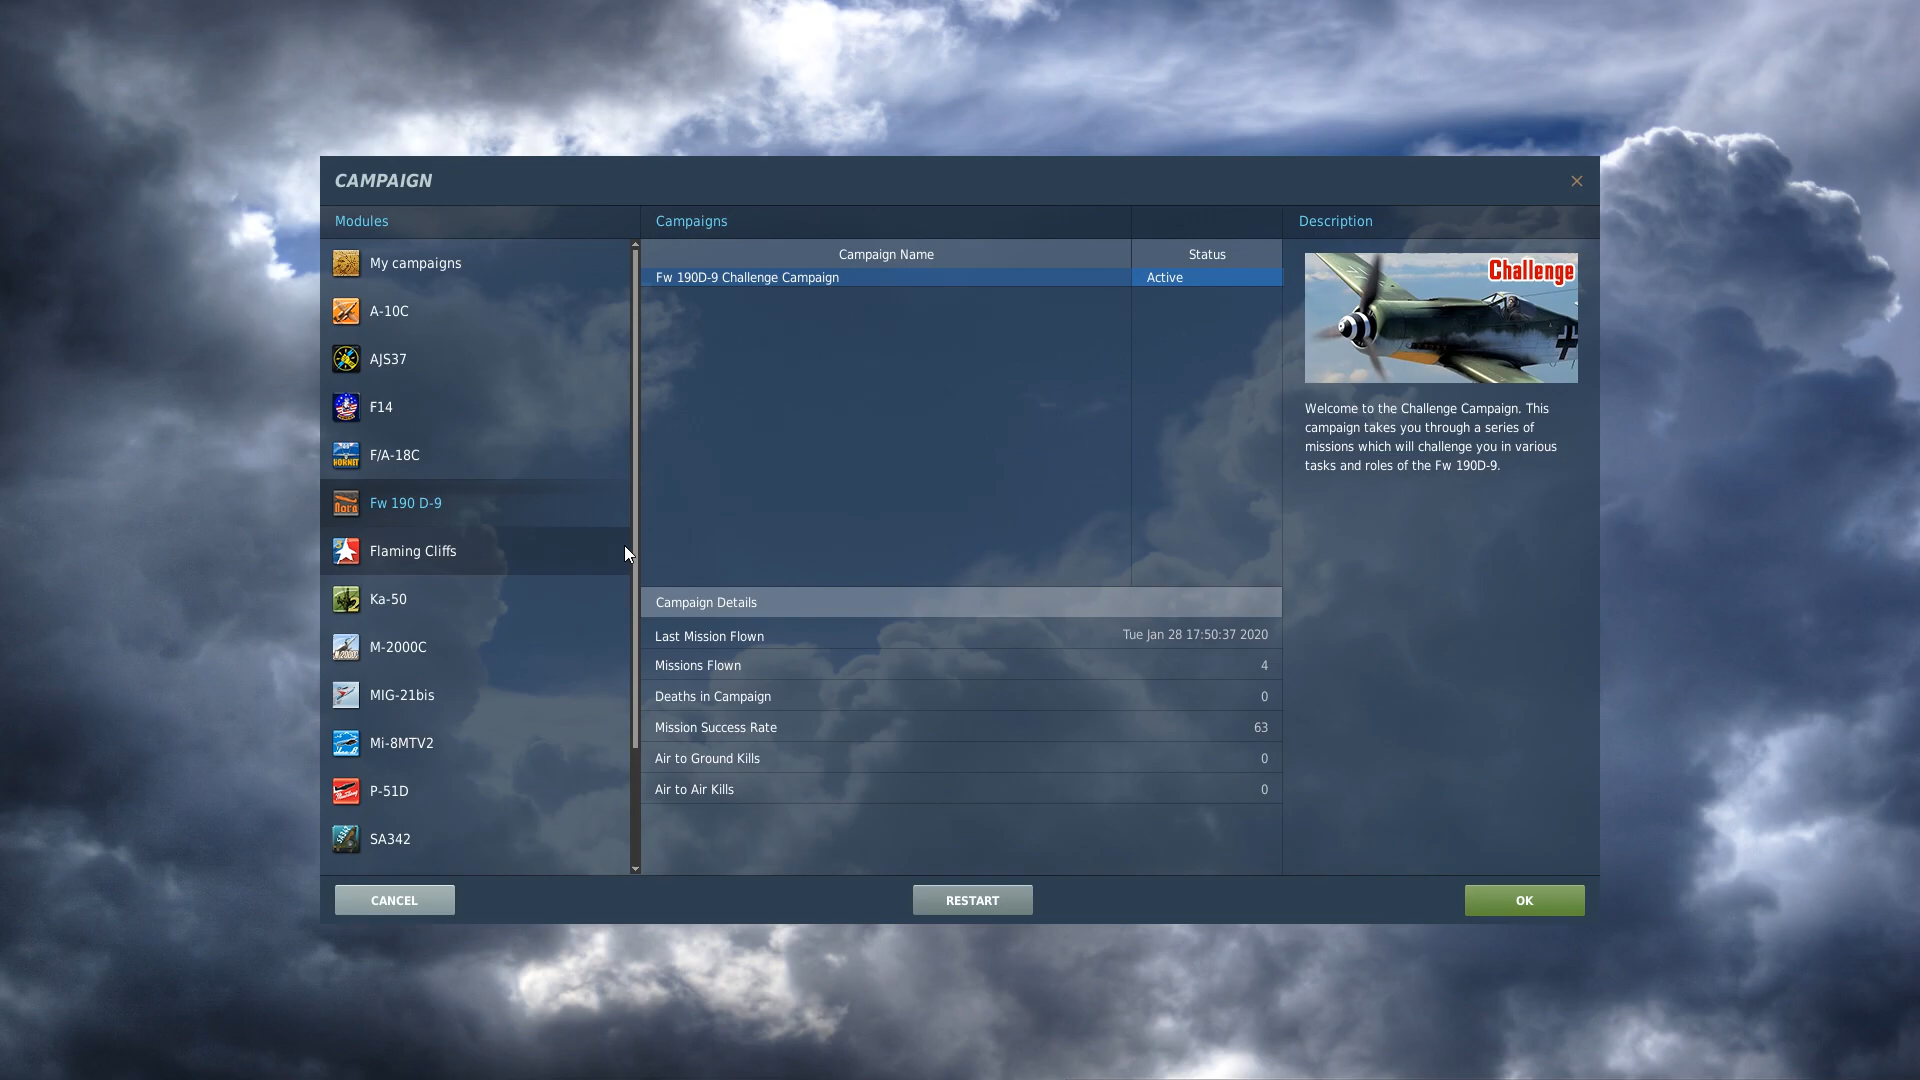 CAMPAIGN
Modules
Campaigns
Description
My campaigns
A-10C
AJS37
F14
F/A-18C
HORNET
Fw 190 D-9
Dora
Flaming Cliffs
Ka-50
2
M-2000C
MIG-21bis
Mi-8MTV2
P-51D
SA342
Campaign Name
Status
Fw 190D-9 Challenge Campaign
Active
Campaign Details
Last Mission Flown
Tue Jan 28 17:50:37 2020
Missions Flown
4
Deaths in Campaign
0
Mission Success Rate
63
Air to Ground Kills
0
Air to Air Kills
0
Challenge
Welcome to the Challenge Campaign. This
campaign takes you through a series of
missions which will challenge you in various
tasks and roles of the Fw 190D-9.
CANCEL
RESTART
OK